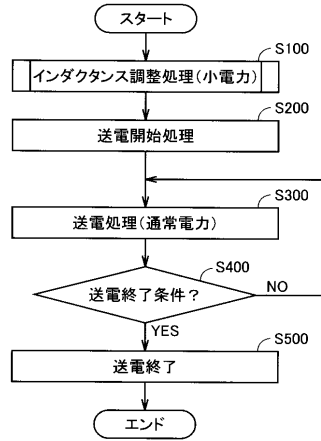 スタート
S100
インダクタンス調整処理(小電力)
S200
送電開始処理
S300
送電処理(通常電力)
S400
送電終了条件?
NO
YES
S500
送電終了
エンド